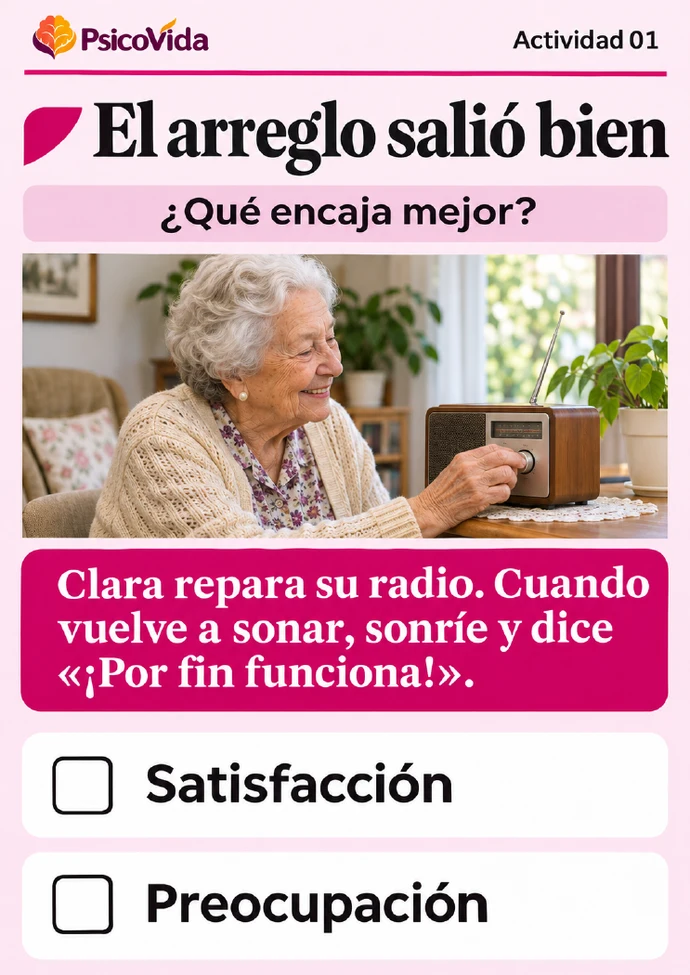 PsicoVida
Actividad 01
El arreglo salió bien
¿Qué encaja mejor?
Clara repara su radio. Cuando
vuelve a sonar, sonríe y dice
«¡Por fin funciona!».
Satisfacción
Preocupación